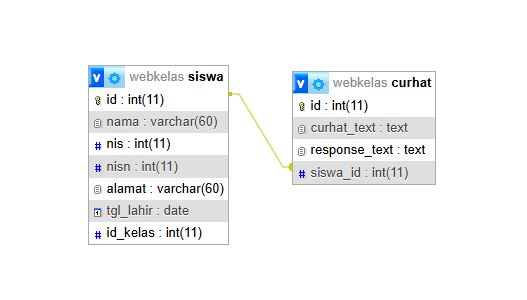 webkelas siswa
id : int(11)
nama : varchar(60)
nis : int(11)
nisn : int(11)
alamat : varchar(60)
tgl_lahir : date
id_kelas : int(11)
webkelas curhat
id : int(11)
curhat_text : text
response_text : text
siswa_id : int(11)